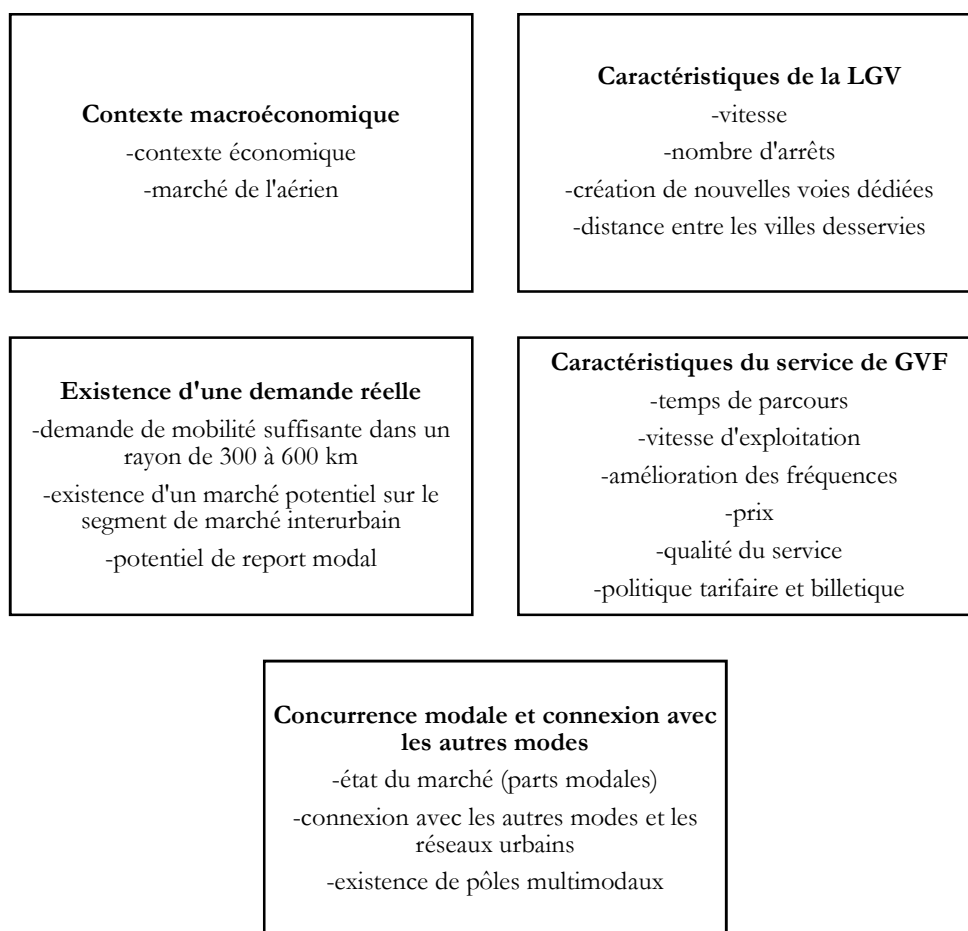 Contexte macroéconomique
-contexte économique
-marché de l'aérien
Caractéristiques de la LGV
-vitesse
-nombre d'arrêts
-création de nouvelles voies dédiées
-distance entre les villes desservies
Existence d'une demande réelle
-demande de mobilité suffisante dans un
rayon de 300 à 600 km
-existence d'un marché potentiel sur le
segment de marché interurbain
-potentiel de report modal
Caractéristiques du service de GVF
-temps de parcours
-vitesse d'exploitation
-amélioration des fréquences
-prix
-qualité du service
-politique tarifaire et billetique
Concurrence modale et connexion avec
les autres modes
-état du marché (parts modales)
-connexion avec les autres modes et les
réseaux urbains
-existence de pôles multimodaux